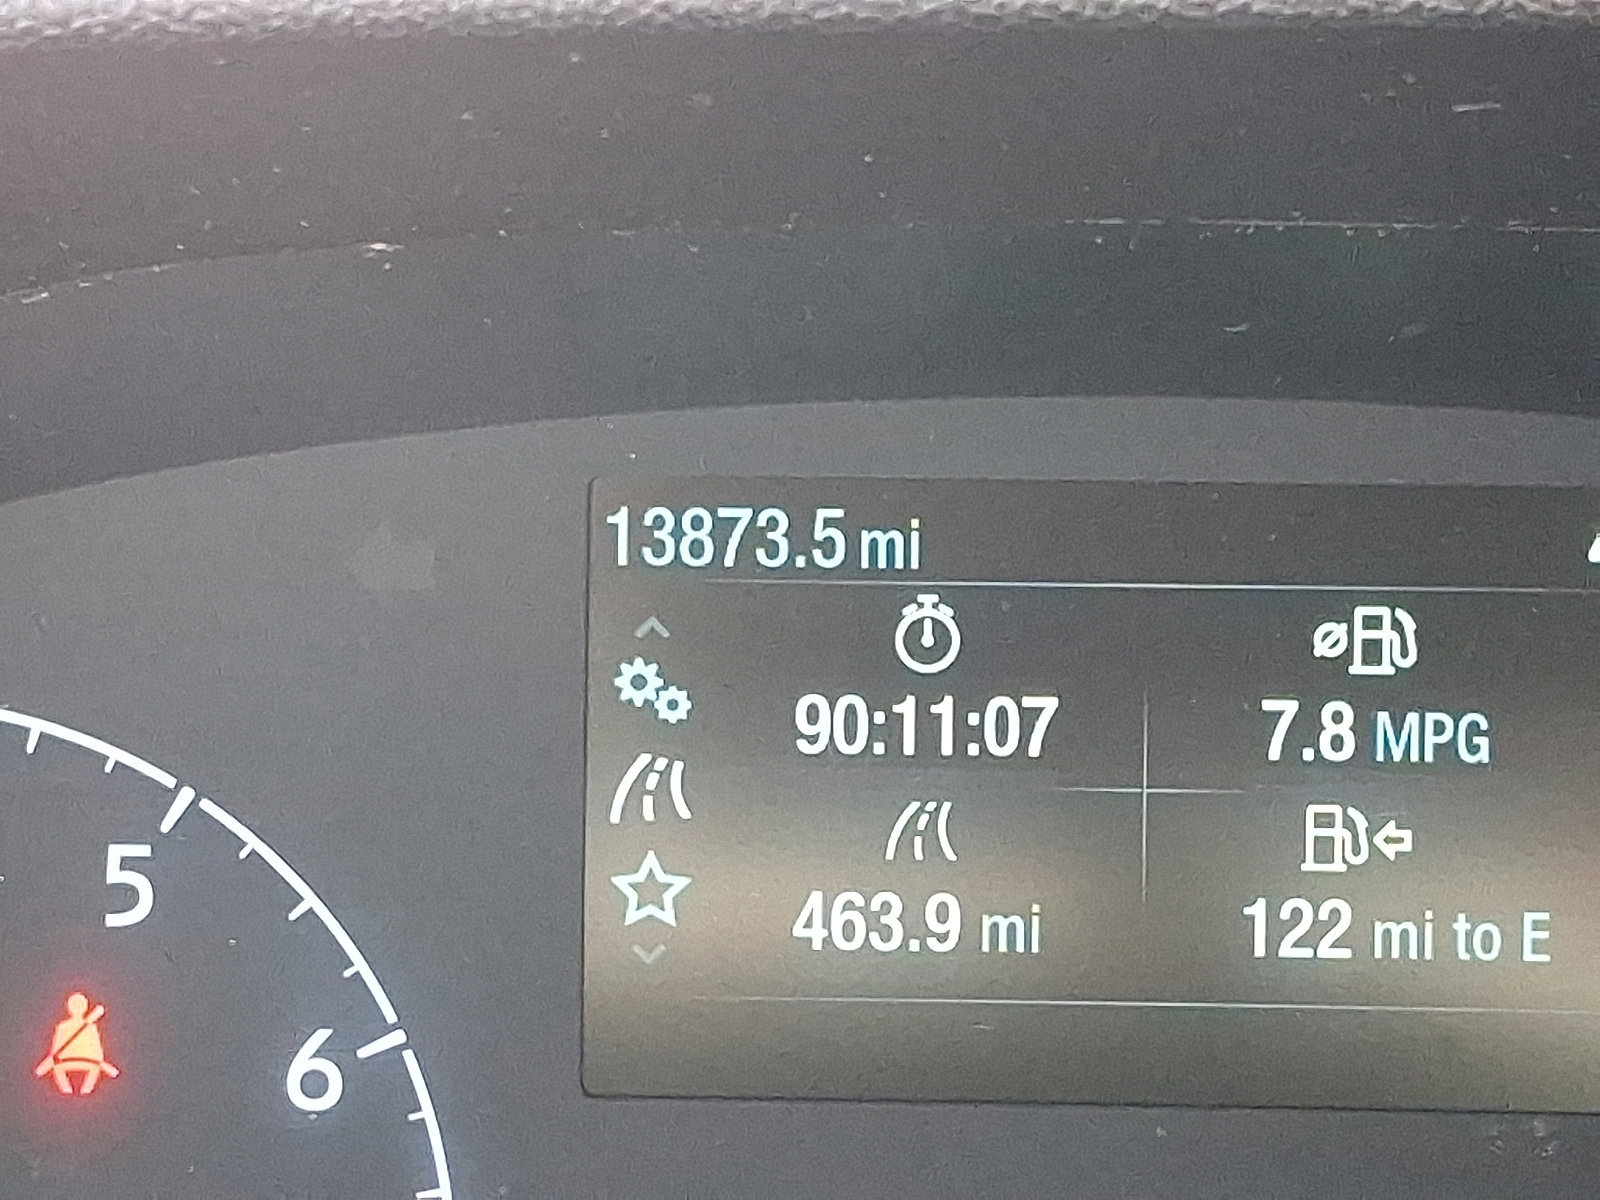 13873.5 mi
90:11:07
7.8 MPG
463.9 mi
122 mi to E
5
6